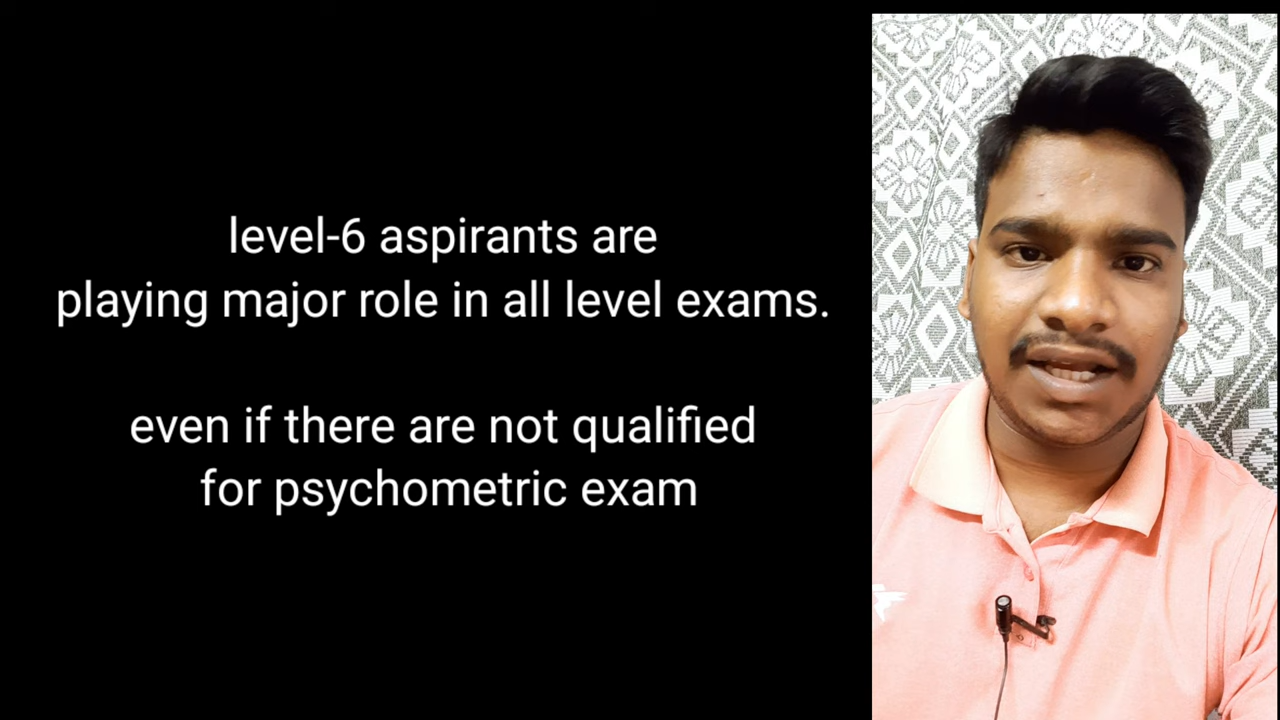 level-6 aspirants are
playing major role in all level exams.
even if there are not qualified
for psychometric exam